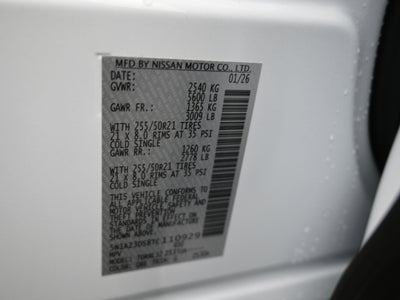 MFD BY NISSAN MOTOR CO., LTD.
DATE: 01/26
GVWR: 2540 KG
5600 LB
GAWR FR.: 1365 KG
3009 LB
WITH 255/50R21 TIRES
21 X 8.0 RIMS AT 35 PSI
COLD SINGLE
GAWR RR.: 1260 KG
2778 LB
WITH 255/50R21 TIRES
21 X 8.0 RIMS AT 35 PSI
COLD SINGLE
THIS VEHICLE CONFORMS TO
ALL APPLICABLE U.S. FEDERAL
MOTOR VEHICLE SAFETY
STANDARDS IN EFFECT ON
THE DATE OF MANUFACTURE
SHOWN ABOVE.
110929
MPV
MODEL:
COLOR: